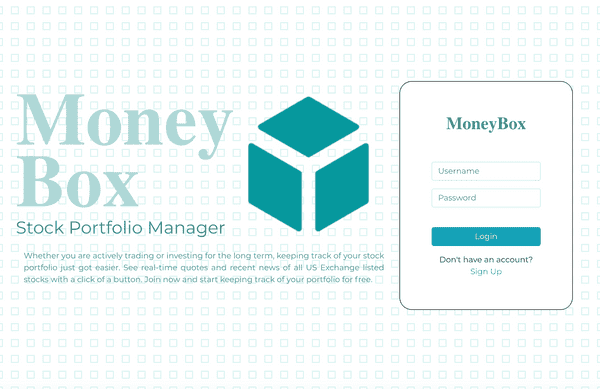 Money
Box
Stock Portfolio Manager
Whether you are actively trading or investing for the long term, keeping track of your stock
portfolio just got easier. See real-time quotes and recent news of all US Exchange listed
stocks with a click of a button. Join now and start keeping track of your portfolio for free.
MoneyBox
Username
Password
Login
Don't have an account?
Sign Up